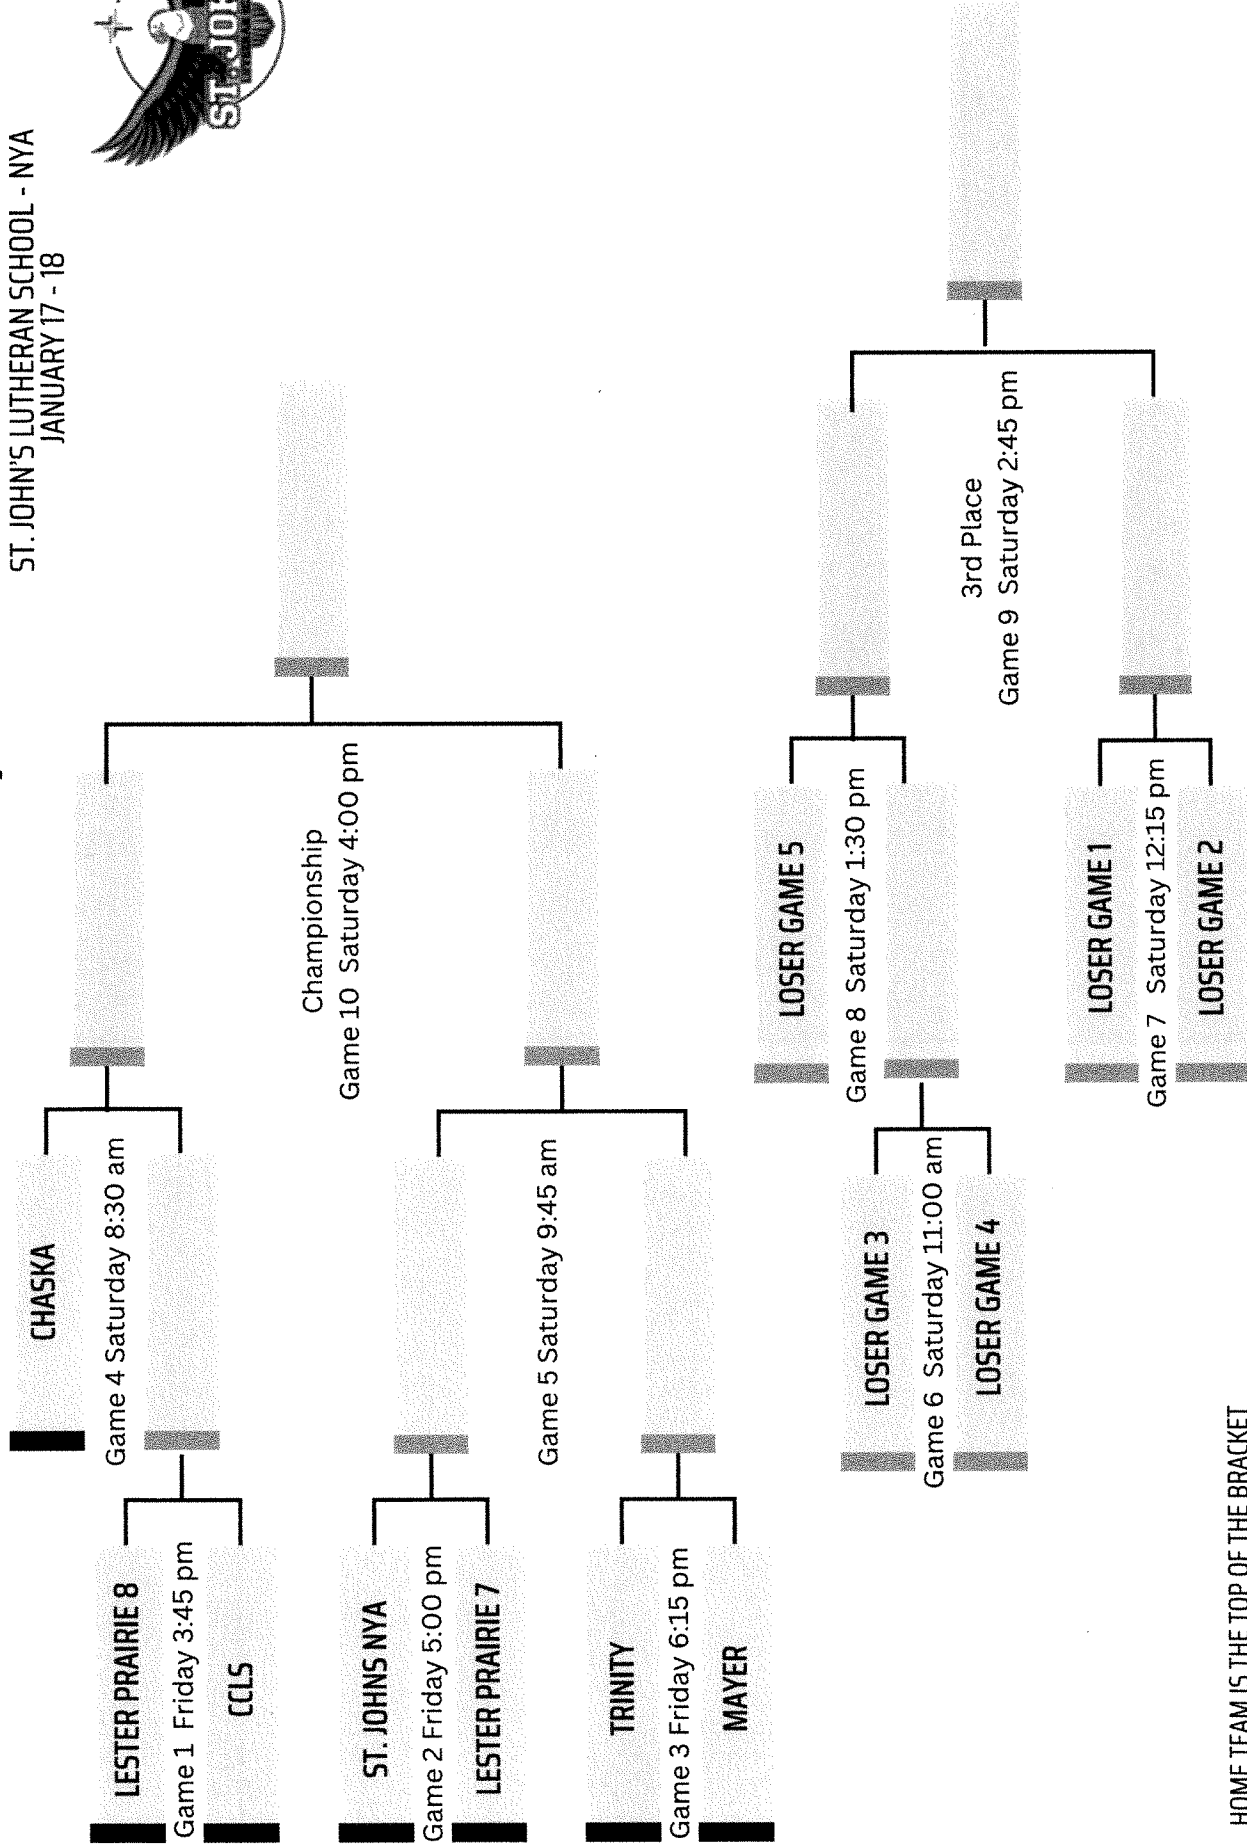 ST. JOHN'S LUTHERAN SCHOOL - NYA
JANUARY 17 - 18
CHASKA
Game 4 Saturday 8:30 am
LESTER PRAIRIE 8
Game 1 Friday 3:45 pm
CCLS
Championship
Game 10 Saturday 4:00 pm
ST. JOHNS NYA
Game 2 Friday 5:00 pm
LESTER PRAIRIE 7
Game 5 Saturday 9:45 am
TRINITY
Game 3 Friday 6:15 pm
MAYER
LOSER GAME 5
Game 8 Saturday 1:30 pm
LOSER GAME 3
Game 6 Saturday 11:00 am
LOSER GAME 4
3rd Place
Game 9 Saturday 2:45 pm
LOSER GAME 1
Game 7 Saturday 12:15 pm
LOSER GAME 2
HOME TEAM IS THE TOP OF THE BRACKET